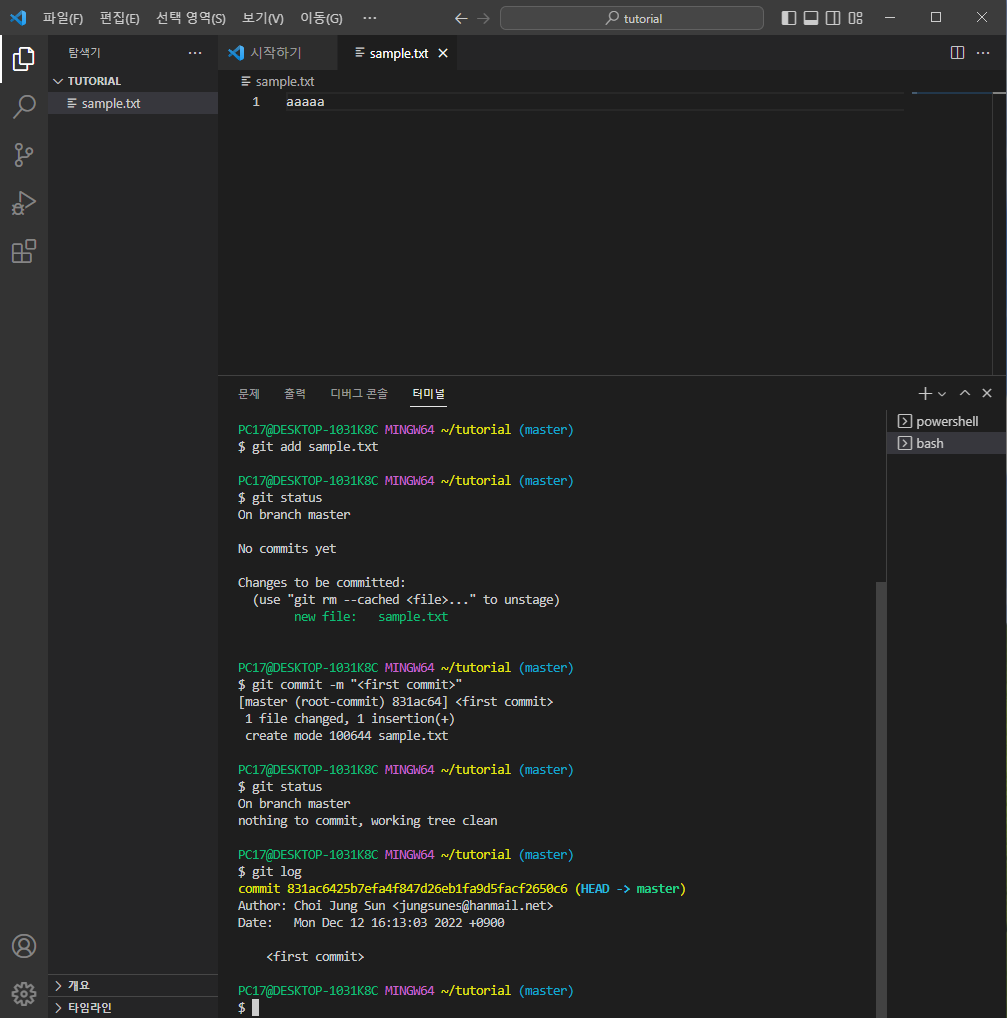 파일(F) 편집(E) 선택 영역(S) 보기(V) 이동(G) ··· tutorial
탐색기 ···
TUTORIAL
sample.txt
시작하기 sample.txt ···
sample.txt
1 aaaaa
문제 출력 디버그 콘솔 터미널
powershell
bash
PC17@DESKTOP-1031K8C MINGW64 ~/tutorial (master)
$ git add sample.txt
PC17@DESKTOP-1031K8C MINGW64 ~/tutorial (master)
$ git status
On branch master
No commits yet
Changes to be committed:
(use "git rm --cached <file>..." to unstage)
new file: sample.txt
PC17@DESKTOP-1031K8C MINGW64 ~/tutorial (master)
$ git commit -m "<first commit>"
[master (root-commit) 831ac64] <first commit>
1 file changed, 1 insertion(+)
create mode 100644 sample.txt
PC17@DESKTOP-1031K8C MINGW64 ~/tutorial (master)
$ git status
On branch master
nothing to commit, working tree clean
PC17@DESKTOP-1031K8C MINGW64 ~/tutorial (master)
$ git log
commit 831ac6425b7efa4f847d26eb1fa9d5facf2650c6 (HEAD -> master)
Author: Choi Jung Sun <jungsunes@hanmail.net>
Date: Mon Dec 12 16:13:03 2022 +0900
<first commit>
PC17@DESKTOP-1031K8C MINGW64 ~/tutorial (master)
$
개요
타임라인